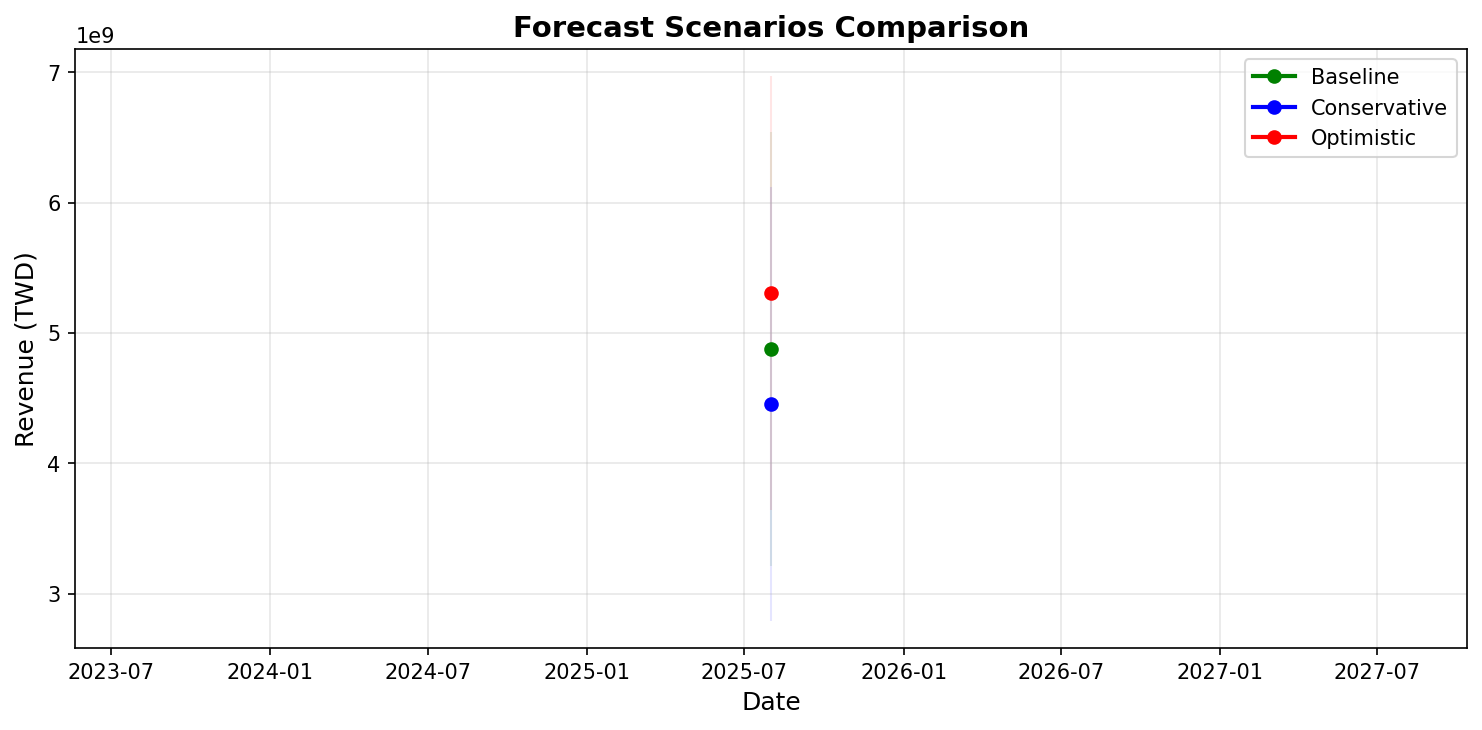 Forecast Scenarios Comparison
1e9
7
6
5
4
3
Revenue (TWD)
Baseline
Conservative
Optimistic
2023-07 2024-01 2024-07 2025-01 2025-07 2026-01 2026-07 2027-01 2027-07
Date